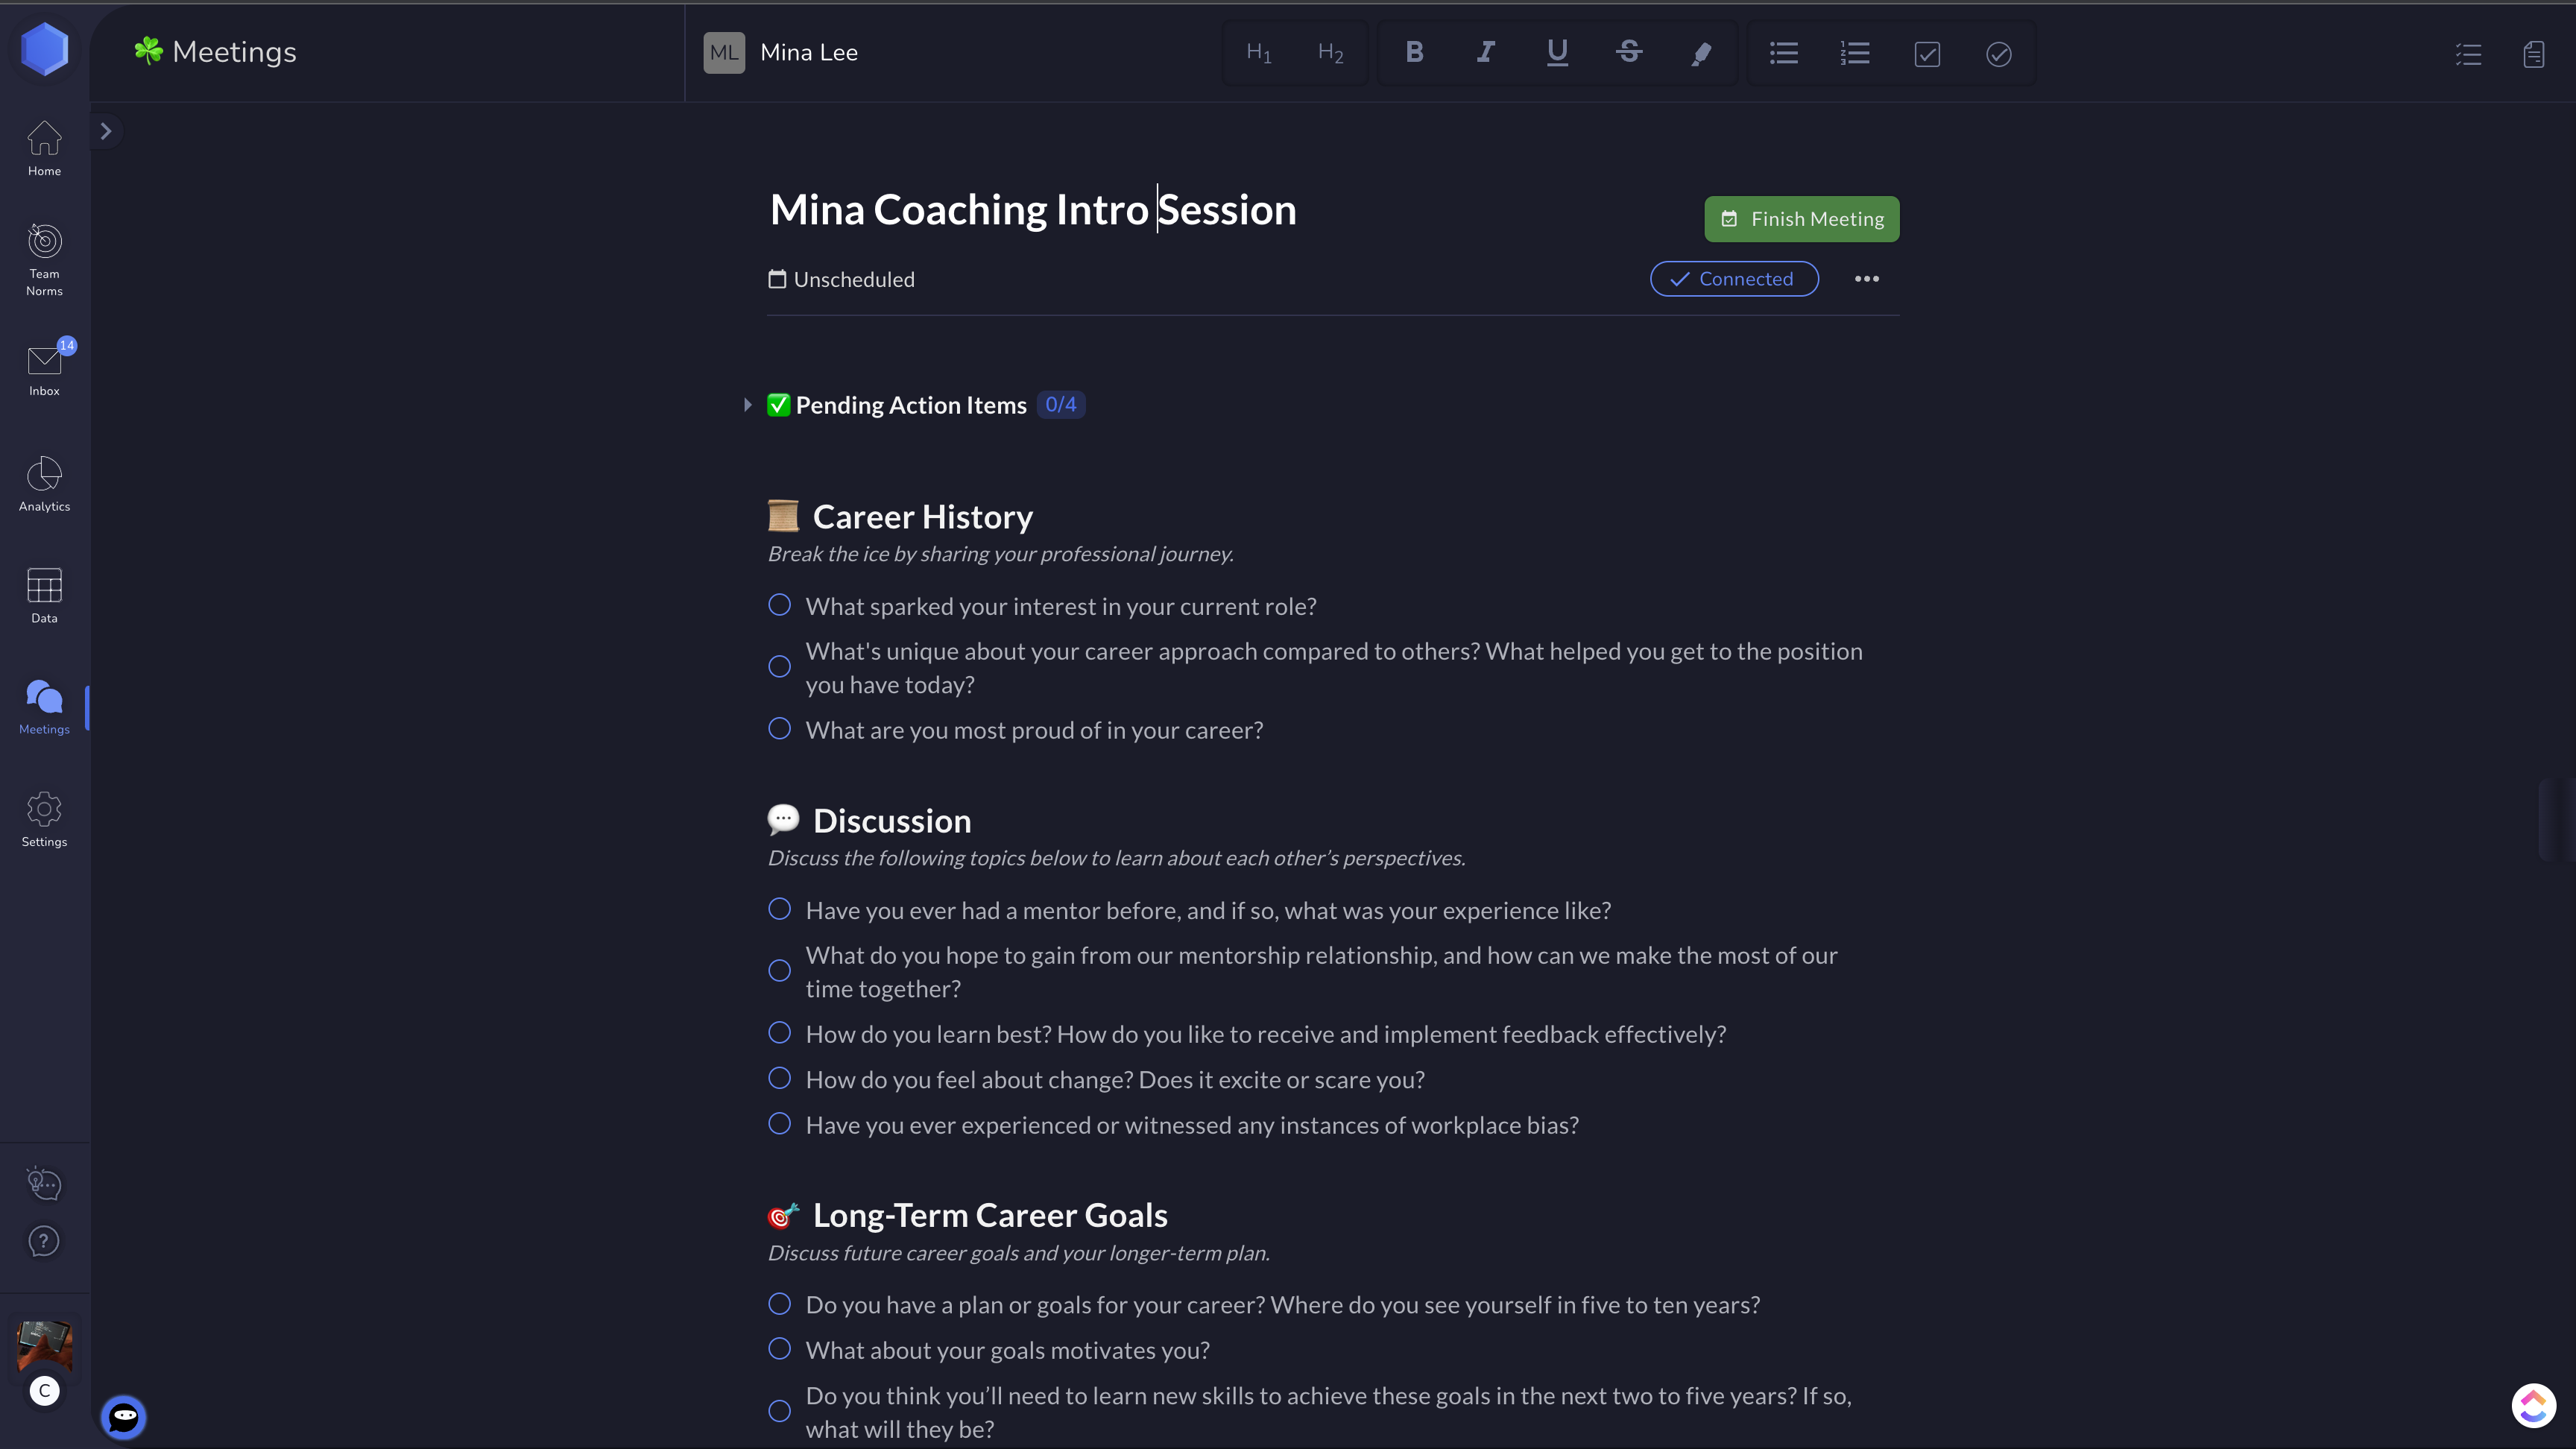 Meetings
ML Mina Lee
H1 H2 B I U S
Home
Team
Norms
14
Inbox
Analytics
Data
Meetings
Settings
C
Mina Coaching Intro Session
Finish Meeting
Unscheduled
Connected
Pending Action Items 0/4
Career History
Break the ice by sharing your professional journey.
What sparked your interest in your current role?
What's unique about your career approach compared to others? What helped you get to the position
you have today?
What are you most proud of in your career?
Discussion
Discuss the following topics below to learn about each other’s perspectives.
Have you ever had a mentor before, and if so, what was your experience like?
What do you hope to gain from our mentorship relationship, and how can we make the most of our
time together?
How do you learn best? How do you like to receive and implement feedback effectively?
How do you feel about change? Does it excite or scare you?
Have you ever experienced or witnessed any instances of workplace bias?
Long-Term Career Goals
Discuss future career goals and your longer-term plan.
Do you have a plan or goals for your career? Where do you see yourself in five to ten years?
What about your goals motivates you?
Do you think you’ll need to learn new skills to achieve these goals in the next two to five years? If so,
what will they be?